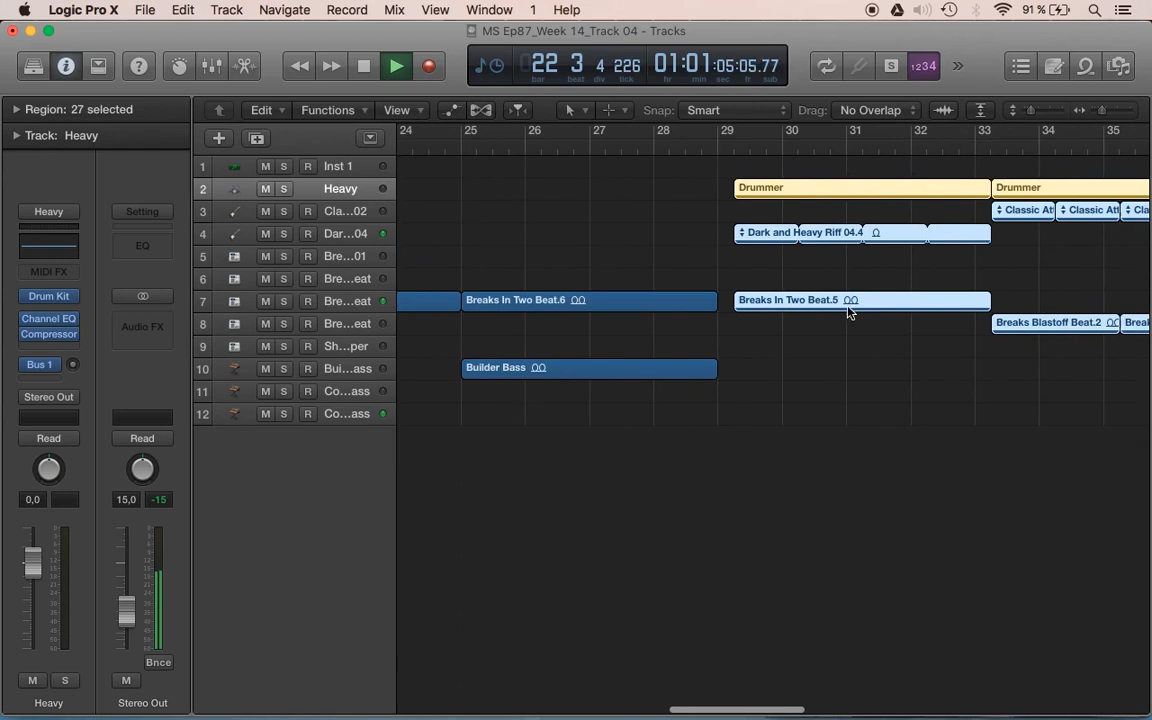 Logic Pro X File Edit Track Navigate Record Mix View Window 1 Help 91 %
MS Ep87_Week 14_Track 04 - Tracks
22 3 4 226 01:01:05:05.77
bar beat div tick hr min sec fr sub
S 1234
Region: 27 selected
Edit Functions View Snap: Smart Drag: No Overlap
Track: Heavy
24 25 26 27 28 29 30 31 32 33 34 35
1 M S R Inst 1
2 M S Heavy
Drummer Drummer
3 M S R Cla...02
Classic Att Classic Att Cla
4 M S R Dar...04
Dark and Heavy Riff 04.4
5 M S R Bre...01
6 M S R Bre...eat
7 M S R Bre...eat
Breaks In Two Beat.6 Breaks In Two Beat.5
8 M S R Bre...eat
Breaks Blastoff Beat.2 Break
9 M S R Sh...per
10 M S R Bui...ass
Builder Bass
11 M S R Co...ass
12 M S R Co...ass
Heavy Setting
EQ
MIDI FX
Drum Kit
Channel EQ
Compressor
Audio FX
Bus 1
Stereo Out
Read Read
0,0 15,0 -15
Bnce
M S M
Heavy Stereo Out